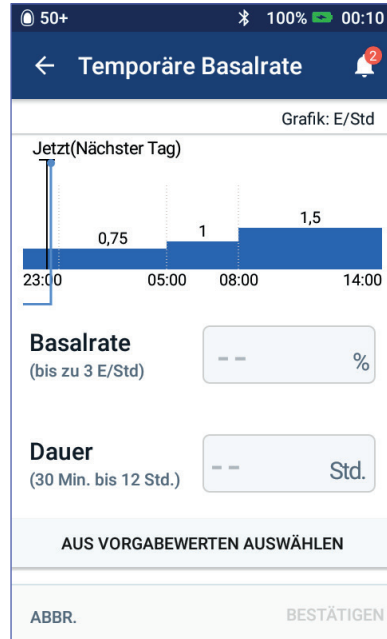 50+ 100% 00:10
Temporäre Basalrate 2
Grafik: E/Std
Jetzt(Nächster Tag)
0,75 1 1,5
23:00 05:00 08:00 14:00
Basalrate
(bis zu 3 E/Std)
-- %
Dauer
(30 Min. bis 12 Std.)
-- Std.
AUS VORGABEWERTEN AUSWÄHLEN
ABBR. BESTÄTIGEN